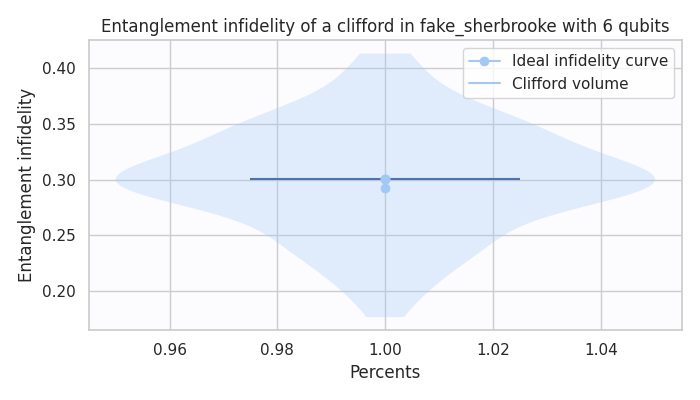 Entanglement infidelity of a clifford in fake_sherbrooke with 6 qubits
Ideal infidelity curve
Clifford volume
Entanglement infidelity
0.40
0.35
0.30
0.25
0.20
0.96
0.98
1.00
1.02
1.04
Percents